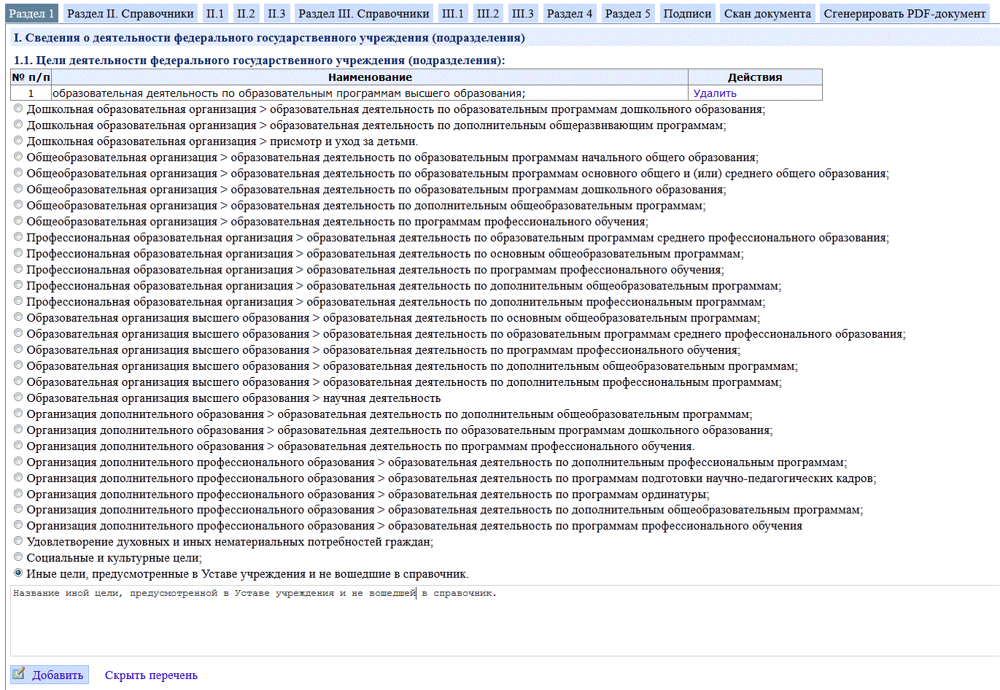 Раздел 1 Раздел II. Справочники II.1 II.2 II.3 Раздел III. Справочники III.1 III.2 III.3 Раздел 4 Раздел 5 Подписи Скан документа Сгенерировать PDF-документ
I. Сведения о деятельности федерального государственного учреждения (подразделения)
1.1. Цели деятельности федерального государственного учреждения (подразделения):
№ п/п Наименование Действия
1 образовательная деятельность по образовательным программам высшего образования; Удалить
Дошкольная образовательная организация > образовательная деятельность по образовательным программам дошкольного образования;
Дошкольная образовательная организация > образовательная деятельность по дополнительным общеразвивающим программам;
Дошкольная образовательная организация > присмотр и уход за детьми.
Общеобразовательная организация > образовательная деятельность по образовательным программам начального общего образования;
Общеобразовательная организация > образовательная деятельность по образовательным программам основного общего и (или) среднего общего образования;
Общеобразовательная организация > образовательная деятельность по образовательным программам дошкольного образования;
Общеобразовательная организация > образовательная деятельность по дополнительным общеобразовательным программам;
Общеобразовательная организация > образовательная деятельность по программам профессионального обучения;
Профессиональная образовательная организация > образовательная деятельность по образовательным программам среднего профессионального образования;
Профессиональная образовательная организация > образовательная деятельность по основным общеобразовательным программам;
Профессиональная образовательная организация > образовательная деятельность по программам профессионального обучения;
Профессиональная образовательная организация > образовательная деятельность по дополнительным общеобразовательным программам;
Профессиональная образовательная организация > образовательная деятельность по дополнительным профессиональным программам;
Образовательная организация высшего образования > образовательная деятельность по основным общеобразовательным программам;
Образовательная организация высшего образования > образовательная деятельность по образовательным программам среднего профессионального образования;
Образовательная организация высшего образования > образовательная деятельность по программам профессионального обучения;
Образовательная организация высшего образования > образовательная деятельность по дополнительным общеобразовательным программам;
Образовательная организация высшего образования > образовательная деятельность по дополнительным профессиональным программам;
Образовательная организация высшего образования > научная деятельность
Организация дополнительного образования > образовательная деятельность по дополнительным общеобразовательным программам;
Организация дополнительного образования > образовательная деятельность по образовательным программам дошкольного образования;
Организация дополнительного образования > образовательная деятельность по программам профессионального обучения.
Организация дополнительного профессионального образования > образовательная деятельность по дополнительным профессиональным программам;
Организация дополнительного профессионального образования > образовательная деятельность по программам подготовки научно-педагогических кадров;
Организация дополнительного профессионального образования > образовательная деятельность по программам ординатуры;
Организация дополнительного профессионального образования > образовательная деятельность по дополнительным общеобразовательным программам;
Организация дополнительного профессионального образования > образовательная деятельность по программам профессионального обучения
Удовлетворение духовных и иных нематериальных потребностей граждан;
Социальные и культурные цели;
Иные цели, предусмотренные в Уставе учреждения и не вошедшие в справочник.
Название иной цели, предусмотренной в Уставе учреждения и не вошедшей в справочник.
Добавить Скрыть перечень